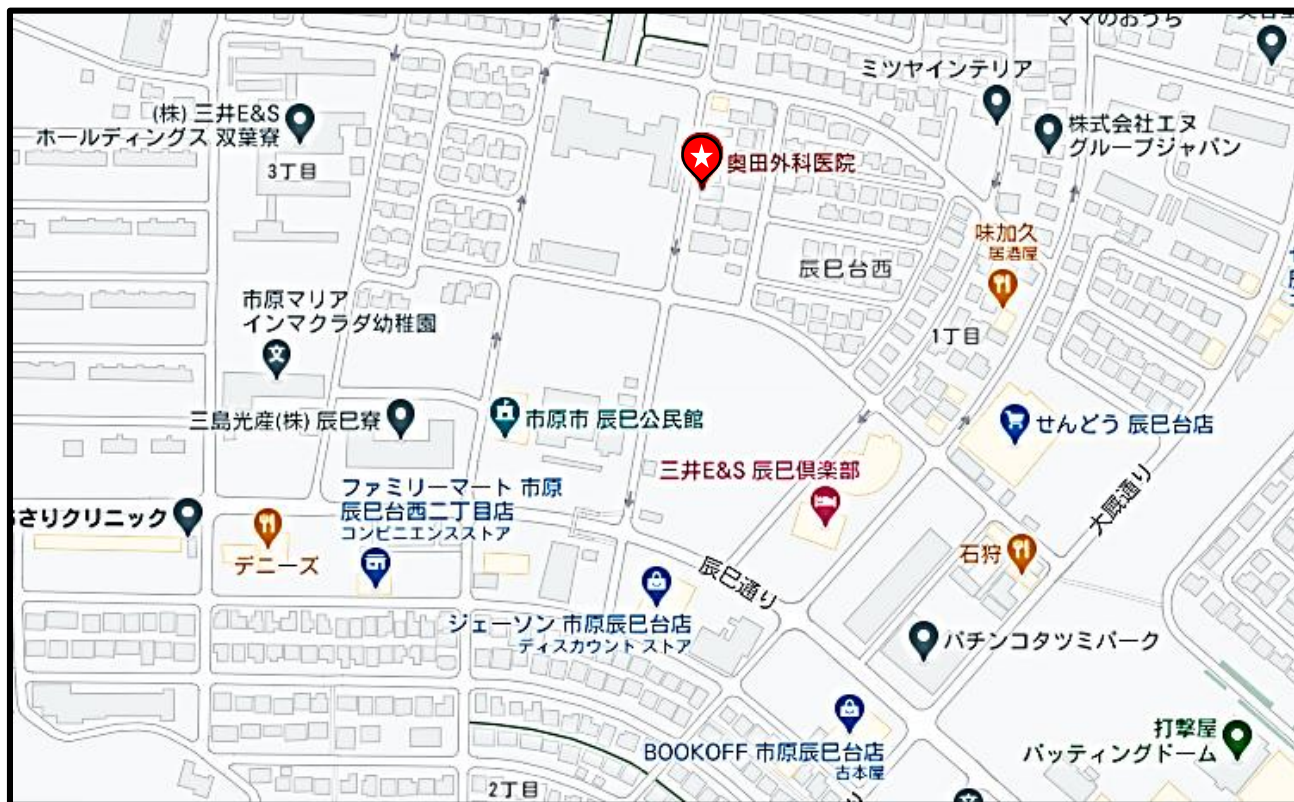 ママのおうち
ミツヤインテリア
(株) 三井E&S
ホールディングス 双葉寮
3丁目
株式会社エヌ
グループジャパン
奥田外科医院
味加久
居酒屋
辰巳台西
市原マリア
インマクラダ幼稚園
1丁目
三島光産(株) 辰巳寮
市原市 辰巳公民館
せんどう 辰巳台店
三井E&S 辰巳倶楽部
ファミリーマート 市原
辰巳台西二丁目店
コンビニエンスストア
さりクリニック
デニーズ
大厩通り
石狩
辰巳通り
ジェーソン 市原辰巳台店
ディスカウント ストア
パチンコタツミパーク
BOOKOFF 市原辰巳台店
古本屋
打撃屋
バッティングドーム
2丁目